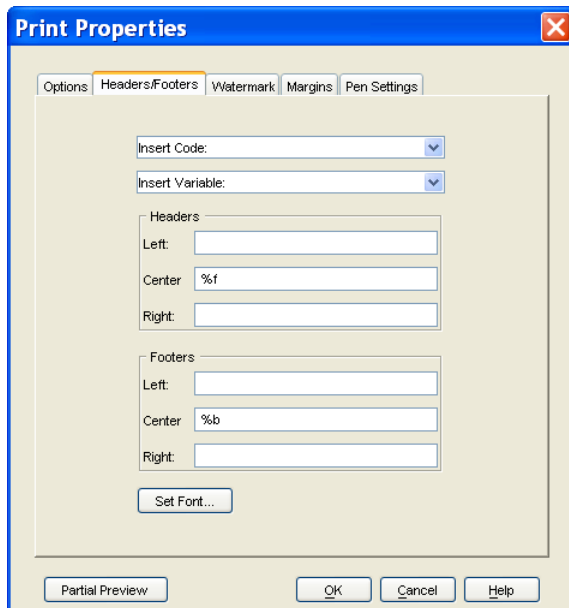 Print Properties
Options Headers/Footers Watermark Margins Pen Settings
Insert Code:
Insert Variable:
Headers
Left:
Center %f
Right:
Footers
Left:
Center %b
Right:
Set Font...
Partial Preview OK Cancel Help